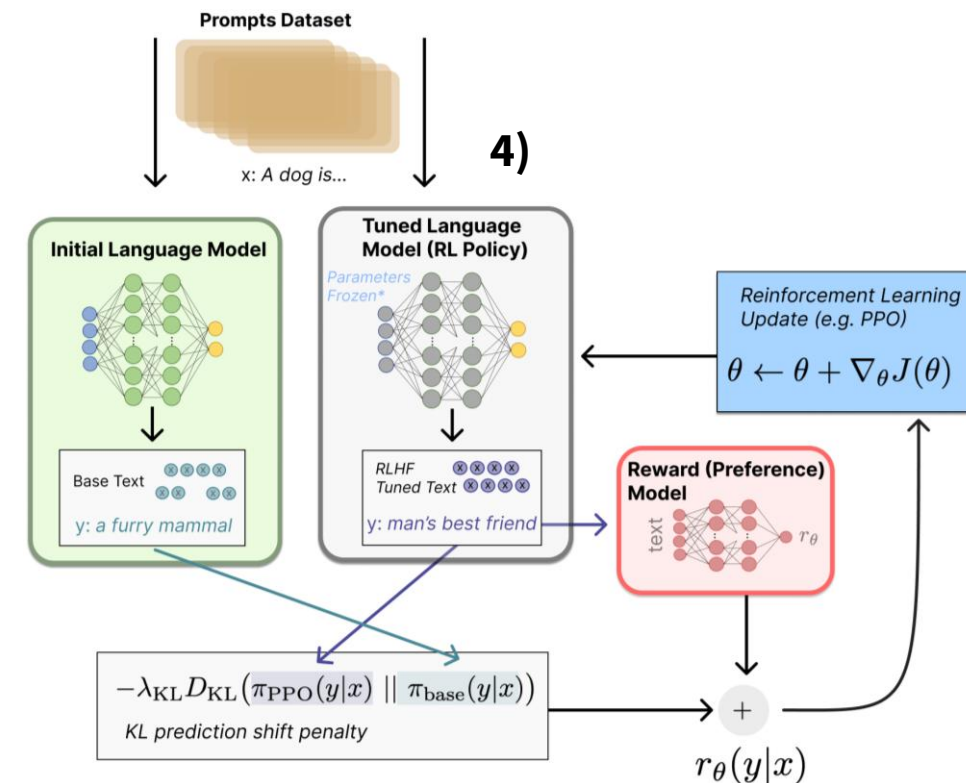 Prompts Dataset
4)
x: A dog is...
Initial Language Model
Tuned Language
Model (RL Policy)
Parameters
Frozen*
Reinforcement Learning
Update (e.g. PPO)
θ ← θ + ∇θJ(θ)
Base Text
x x x x
x x x x
y: a furry mammal
RLHF
Tuned Text
x x x x
x x x x
y: man's best friend
Reward (Preference)
Model
text
rθ
−λKL DKL(πPPO(y|x) || πbase(y|x))
KL prediction shift penalty
+
rθ(y|x)